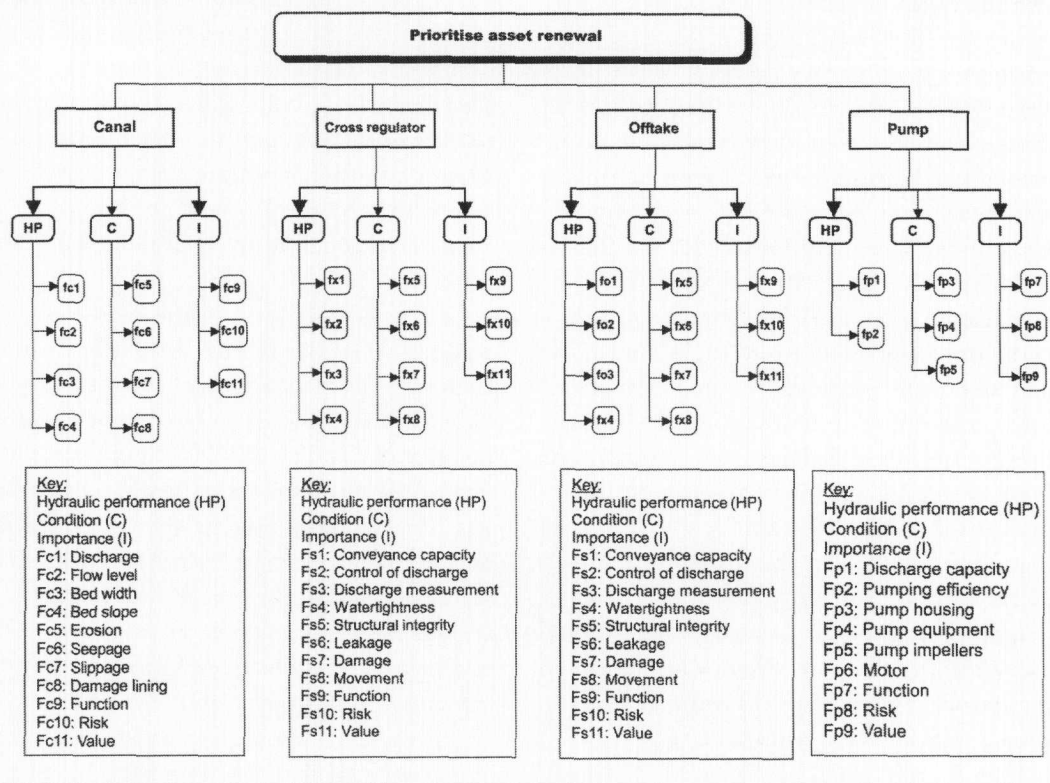 Prioritise asset renewal
Canal
Cross regulator
Offtake
Pump
HP
C
I
HP
C
I
HP
C
I
HP
C
I
fc1
fc5
fc9
fx1
fx5
fx9
fo1
fx5
fx9
fp1
fp3
fp7
fc2
fc6
fc10
fx2
fx6
fx10
fo2
fx6
fx10
fp2
fp4
fp8
fc3
fc7
fc11
fx3
fx7
fx11
fo3
fx7
fx11
fp5
fp9
fc4
fc8
fx4
fx8
fx4
fx8
Key:
Hydraulic performance (HP)
Condition (C)
Importance (I)
Fc1: Discharge
Fc2: Flow level
Fc3: Bed width
Fc4: Bed slope
Fc5: Erosion
Fc6: Seepage
Fc7: Slippage
Fc8: Damage lining
Fc9: Function
Fc10: Risk
Fc11: Value
Key:
Hydraulic performance (HP)
Condition (C)
Importance (I)
Fs1: Conveyance capacity
Fs2: Control of discharge
Fs3: Discharge measurement
Fs4: Watertightness
Fs5: Structural integrity
Fs6: Leakage
Fs7: Damage
Fs8: Movement
Fs9: Function
Fs10: Risk
Fs11: Value
Key:
Hydraulic performance (HP)
Condition (C)
Importance (I)
Fs1: Conveyance capacity
Fs2: Control of discharge
Fs3: Discharge measurement
Fs4: Watertightness
Fs5: Structural integrity
Fs6: Leakage
Fs7: Damage
Fs8: Movement
Fs9: Function
Fs10: Risk
Fs11: Value
Key:
Hydraulic performance (HP)
Condition (C)
Importance (I)
Fp1: Discharge capacity
Fp2: Pumping efficiency
Fp3: Pump housing
Fp4: Pump equipment
Fp5: Pump impellers
Fp6: Motor
Fp7: Function
Fp8: Risk
Fp9: Value